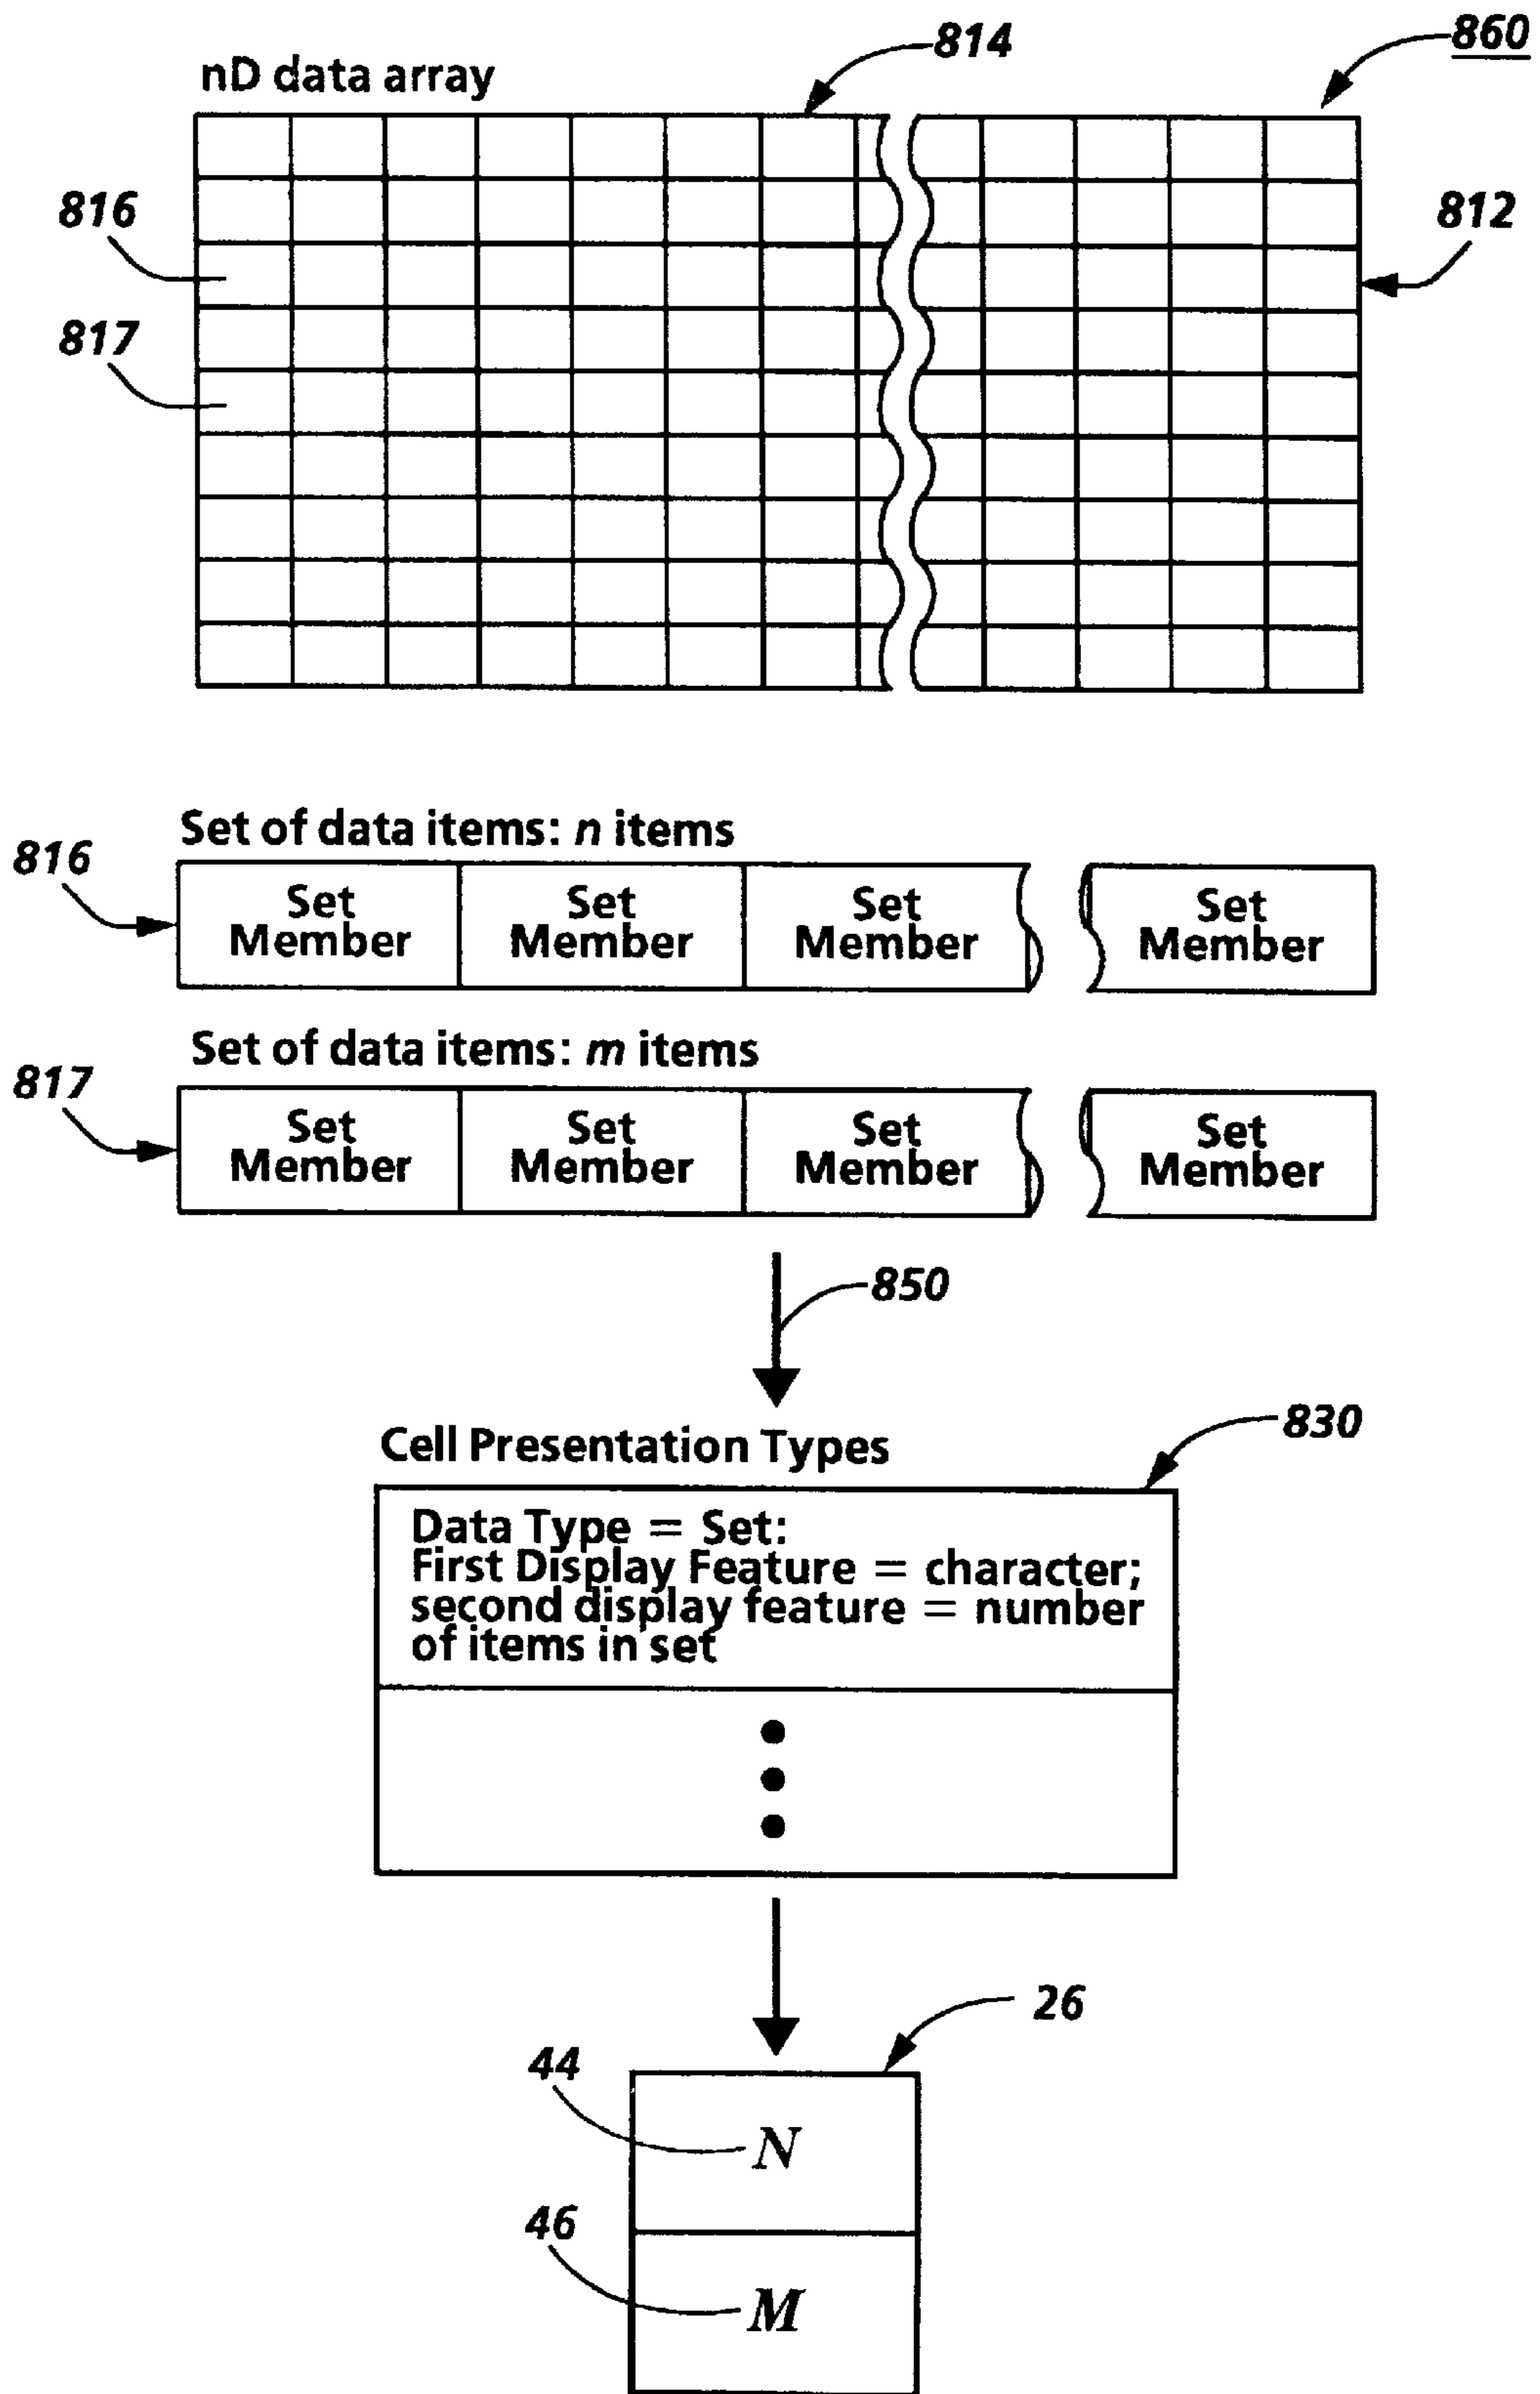 814
860
nD data array
816
812
817
Set of data items: n items
816
Set Member
Set Member
Set Member
Set Member
Set of data items: m items
817
Set Member
Set Member
Set Member
Set Member
850
Cell Presentation Types
830
Data Type = Set:
First Display Feature = character;
second display feature = number
of items in set
26
44
N
46
M